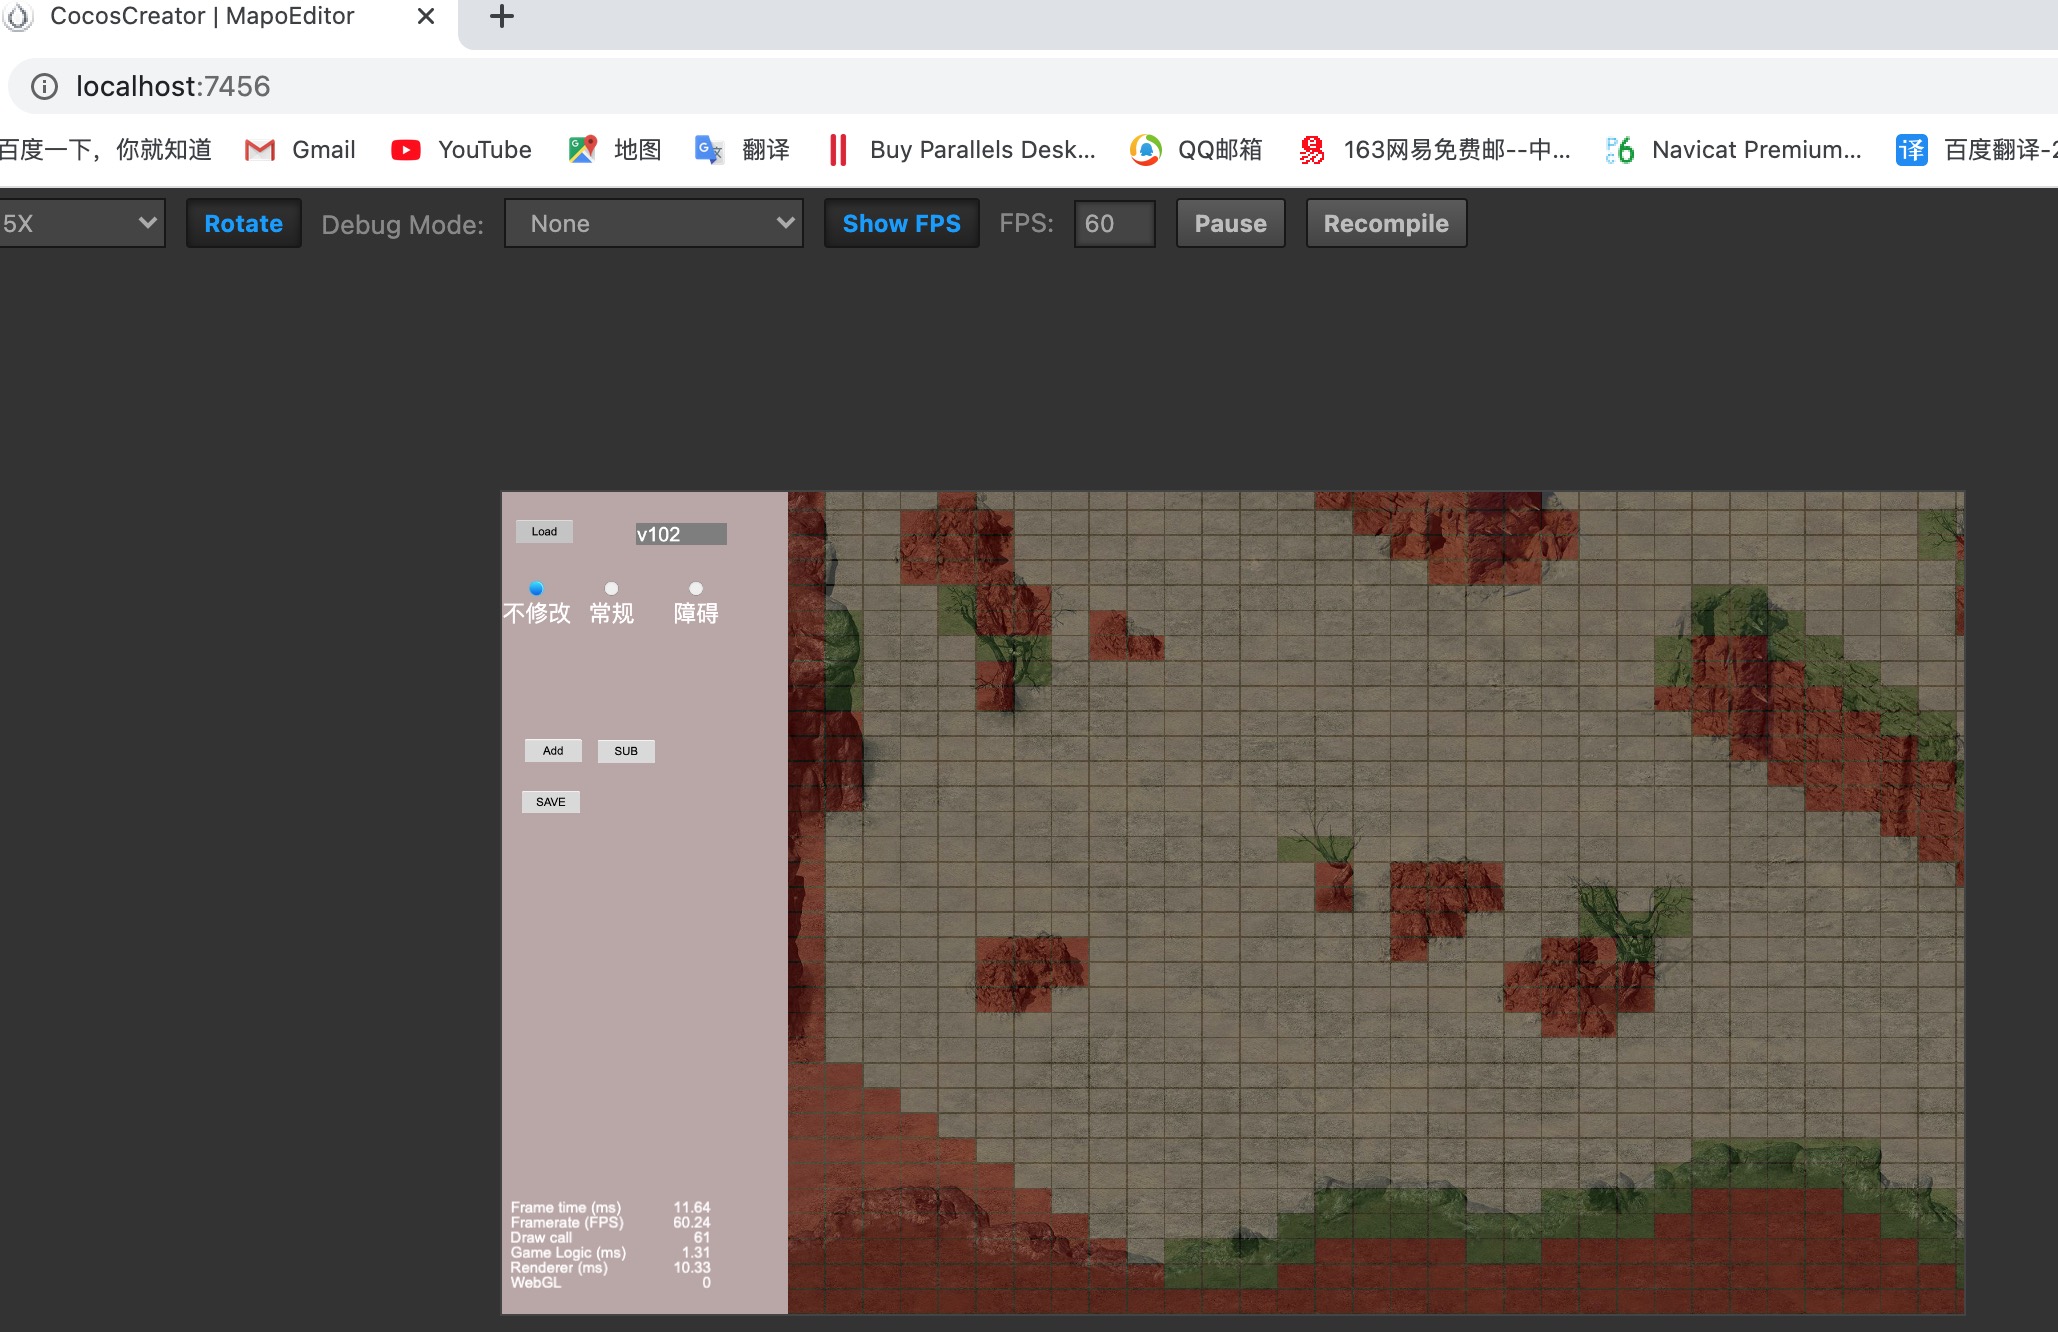 CocosCreator | MapoEditor
localhost:7456
百度一下，你就知道 Gmail YouTube 地图 翻译 Buy Parallels Desk... QQ邮箱 163网易免费邮--中... Navicat Premium... 百度翻译-2
5X Rotate Debug Mode: None Show FPS FPS: 60 Pause Recompile
Load v102
不修改 常规 障碍
Add SUB
SAVE
Frame time (ms) 11.64
Framerate (FPS) 60.24
Draw call 61
Game Logic (ms) 1.31
Renderer (ms) 10.33
WebGL 0